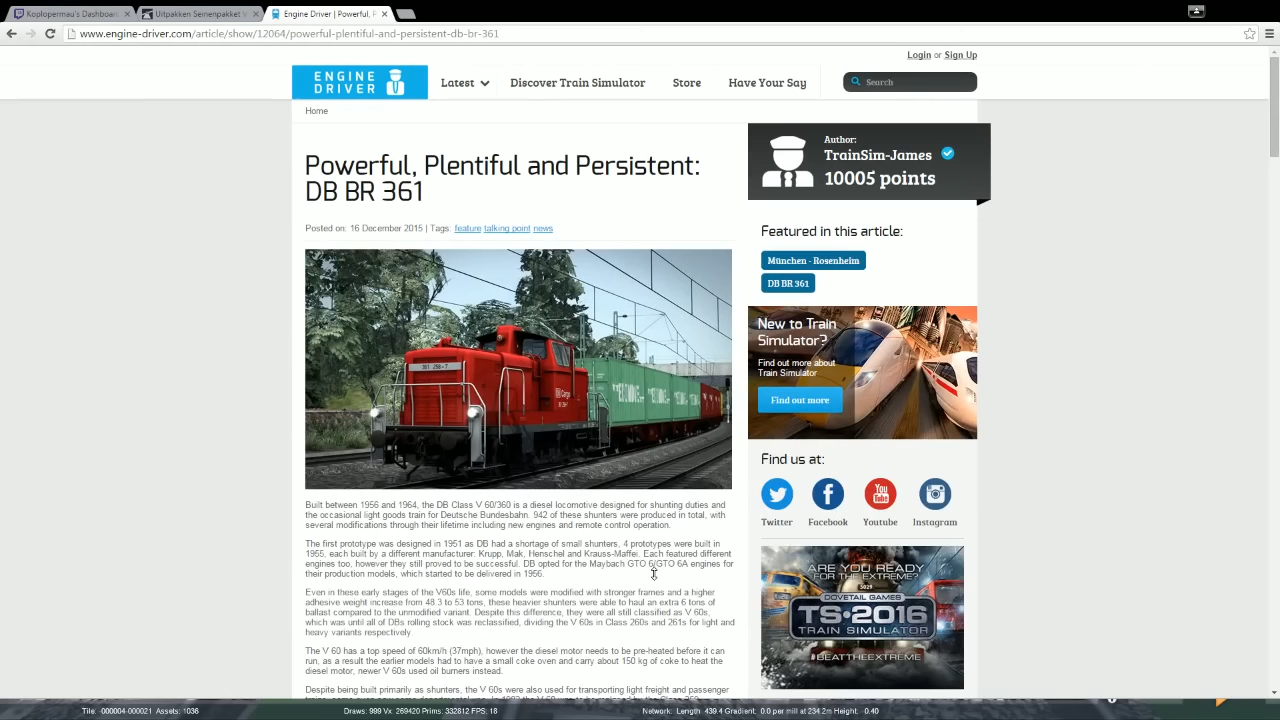 Koplopermau's Dashboard
Uitpakken Seinenpakket V
Engine Driver | Powerful, P
www.engine-driver.com/article/show/12064/powerful-plentiful-and-persistent-db-br-361
Login or Sign Up
ENGINE DRIVER
Latest
Discover Train Simulator
Store
Have Your Say
Search
Home
Powerful, Plentiful and Persistent:
DB BR 361
Posted on: 16 December 2015 | Tags: feature talking point news
Built between 1956 and 1964, the DB Class V 60/360 is a diesel locomotive designed for shunting duties and
the occasional light goods train for Deutsche Bundesbahn. 942 of these shunters were produced in total, with
several modifications through their lifetime including new engines and remote control operation.
The first prototype was designed in 1951 as DB had a shortage of small shunters, 4 prototypes were built in
1955, each built by a different manufacturer: Krupp, Mak, Henschel and Krauss-Maffei. Each featured different
engines too, however they still proved to be successful. DB opted for the Maybach GTO 6/GTO 6A engines for
their production models, which started to be delivered in 1956.
Even in these early stages of the V60s life, some models were modified with stronger frames and a higher
adhesive weight increase from 48.3 to 53 tons, these heavier shunters were able to haul an extra 6 tons of
ballast compared to the unmodified variant. Despite this difference, they were all still classified as V 60s,
which was until all of DBs rolling stock was reclassified, dividing the V 60s in Class 260s and 261s for light and
heavy variants respectively.
The V 60 has a top speed of 60km/h (37mph), however the diesel motor needs to be pre-heated before it can
run, as a result the earlier models had to have a small coke oven and carry about 150 kg of coke to heat the
diesel motor, newer V 60s used oil burners instead.
Despite being built primarily as shunters, the V 60s were also used for transporting light freight and passenger
Author:
TrainSim-James
10005 points
Featured in this article:
München - Rosenheim
DB BR 361
New to Train
Simulator?
Find out more about
Train Simulator
Find out more
Find us at:
Twitter
Facebook
Youtube
Instagram
ARE YOU READY
FOR THE EXTREME?
DOVETAIL GAMES
TS2016
TRAIN SIMULATOR
#BEATTHEEXTREME
Tile: -000004-000021 Assets: 1036
Draws: 999 Vx: 269420 Prims: 332812 FPS: 18
Network: Length 439.4 Gradient: 0.0 per mill at 234.2m Height: -0.40